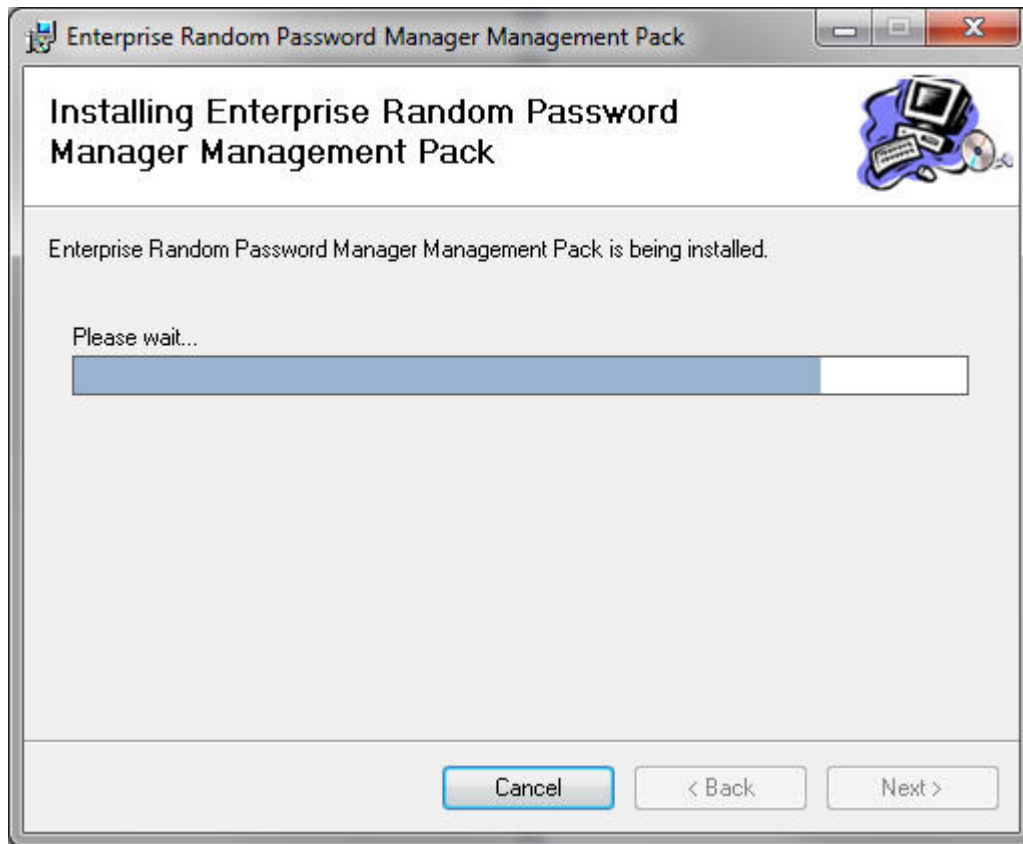 Enterprise Random Password Manager Management Pack
Installing Enterprise Random Password
Manager Management Pack
Enterprise Random Password Manager Management Pack is being installed.
Please wait...
Cancel
< Back
Next >